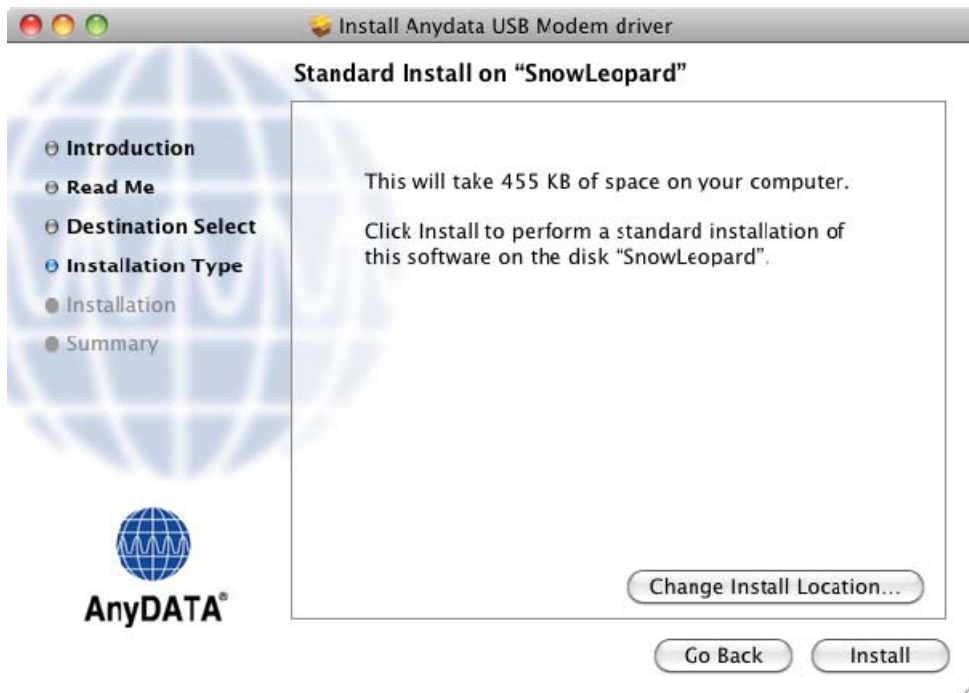 Install Anydata USB Modem driver
Standard Install on “SnowLeopard”
Introduction
Read Me
Destination Select
Installation Type
Installation
Summary
This will take 455 KB of space on your computer.
Click Install to perform a standard installation of
this software on the disk “SnowLeopard”.
AnyDATA®
Change Install Location...
Go Back
Install